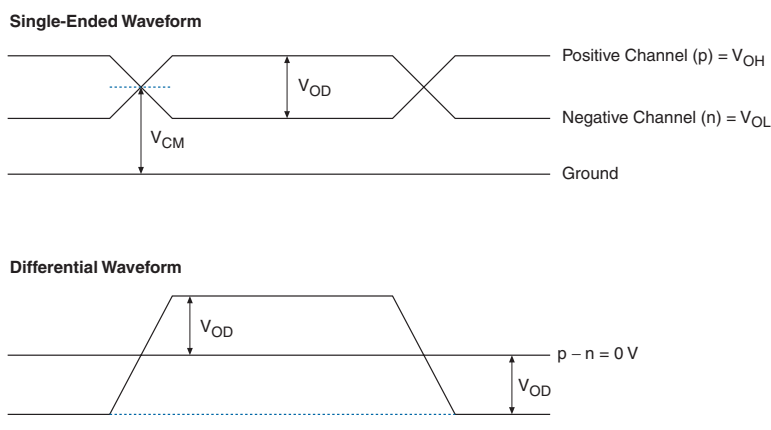 Single-Ended Waveform
Positive Channel (p) = VOH
VOD
Negative Channel (n) = VOL
VCM
Ground
Differential Waveform
VOD
p – n = 0 V
VOD